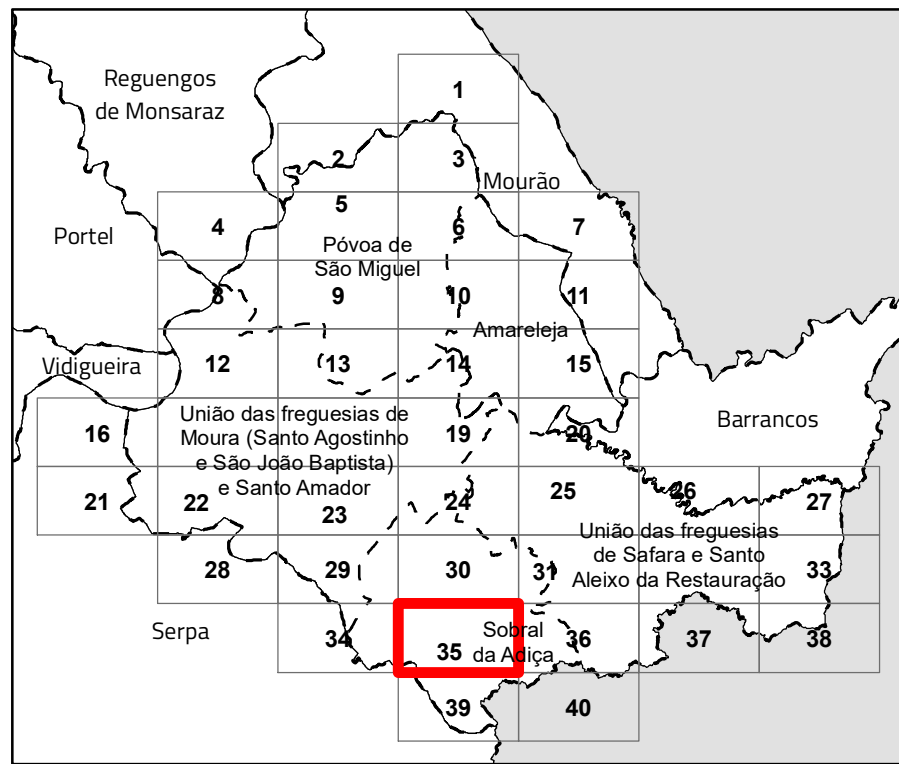 Reguengos
de Monsaraz
1
2
3
Mourão
4
5
6
7
Portel
Póvoa de
São Miguel
8
9
10
11
Amareleja
Vidigueira
12
13
14
15
União das freguesias de
Moura (Santo Agostinho
e São João Baptista)
e Santo Amador
Barrancos
16
19
20
21
22
23
24
25
26
27
União das freguesias
de Safara e Santo
Aleixo da Restauração
28
29
30
31
33
Serpa
34
35
Sobral
da Adiça
36
37
38
39
40